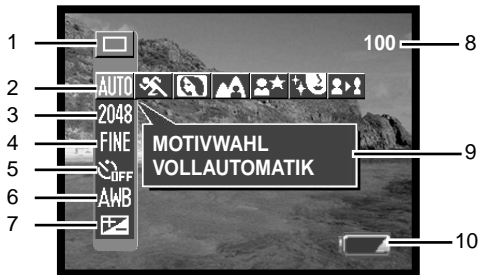 1
100
8
2
AUTO
3
2048
4
FINE
MOTIVWAHL
VOLLAUTOMATIK
9
5
OFF
6
AWB
7
10